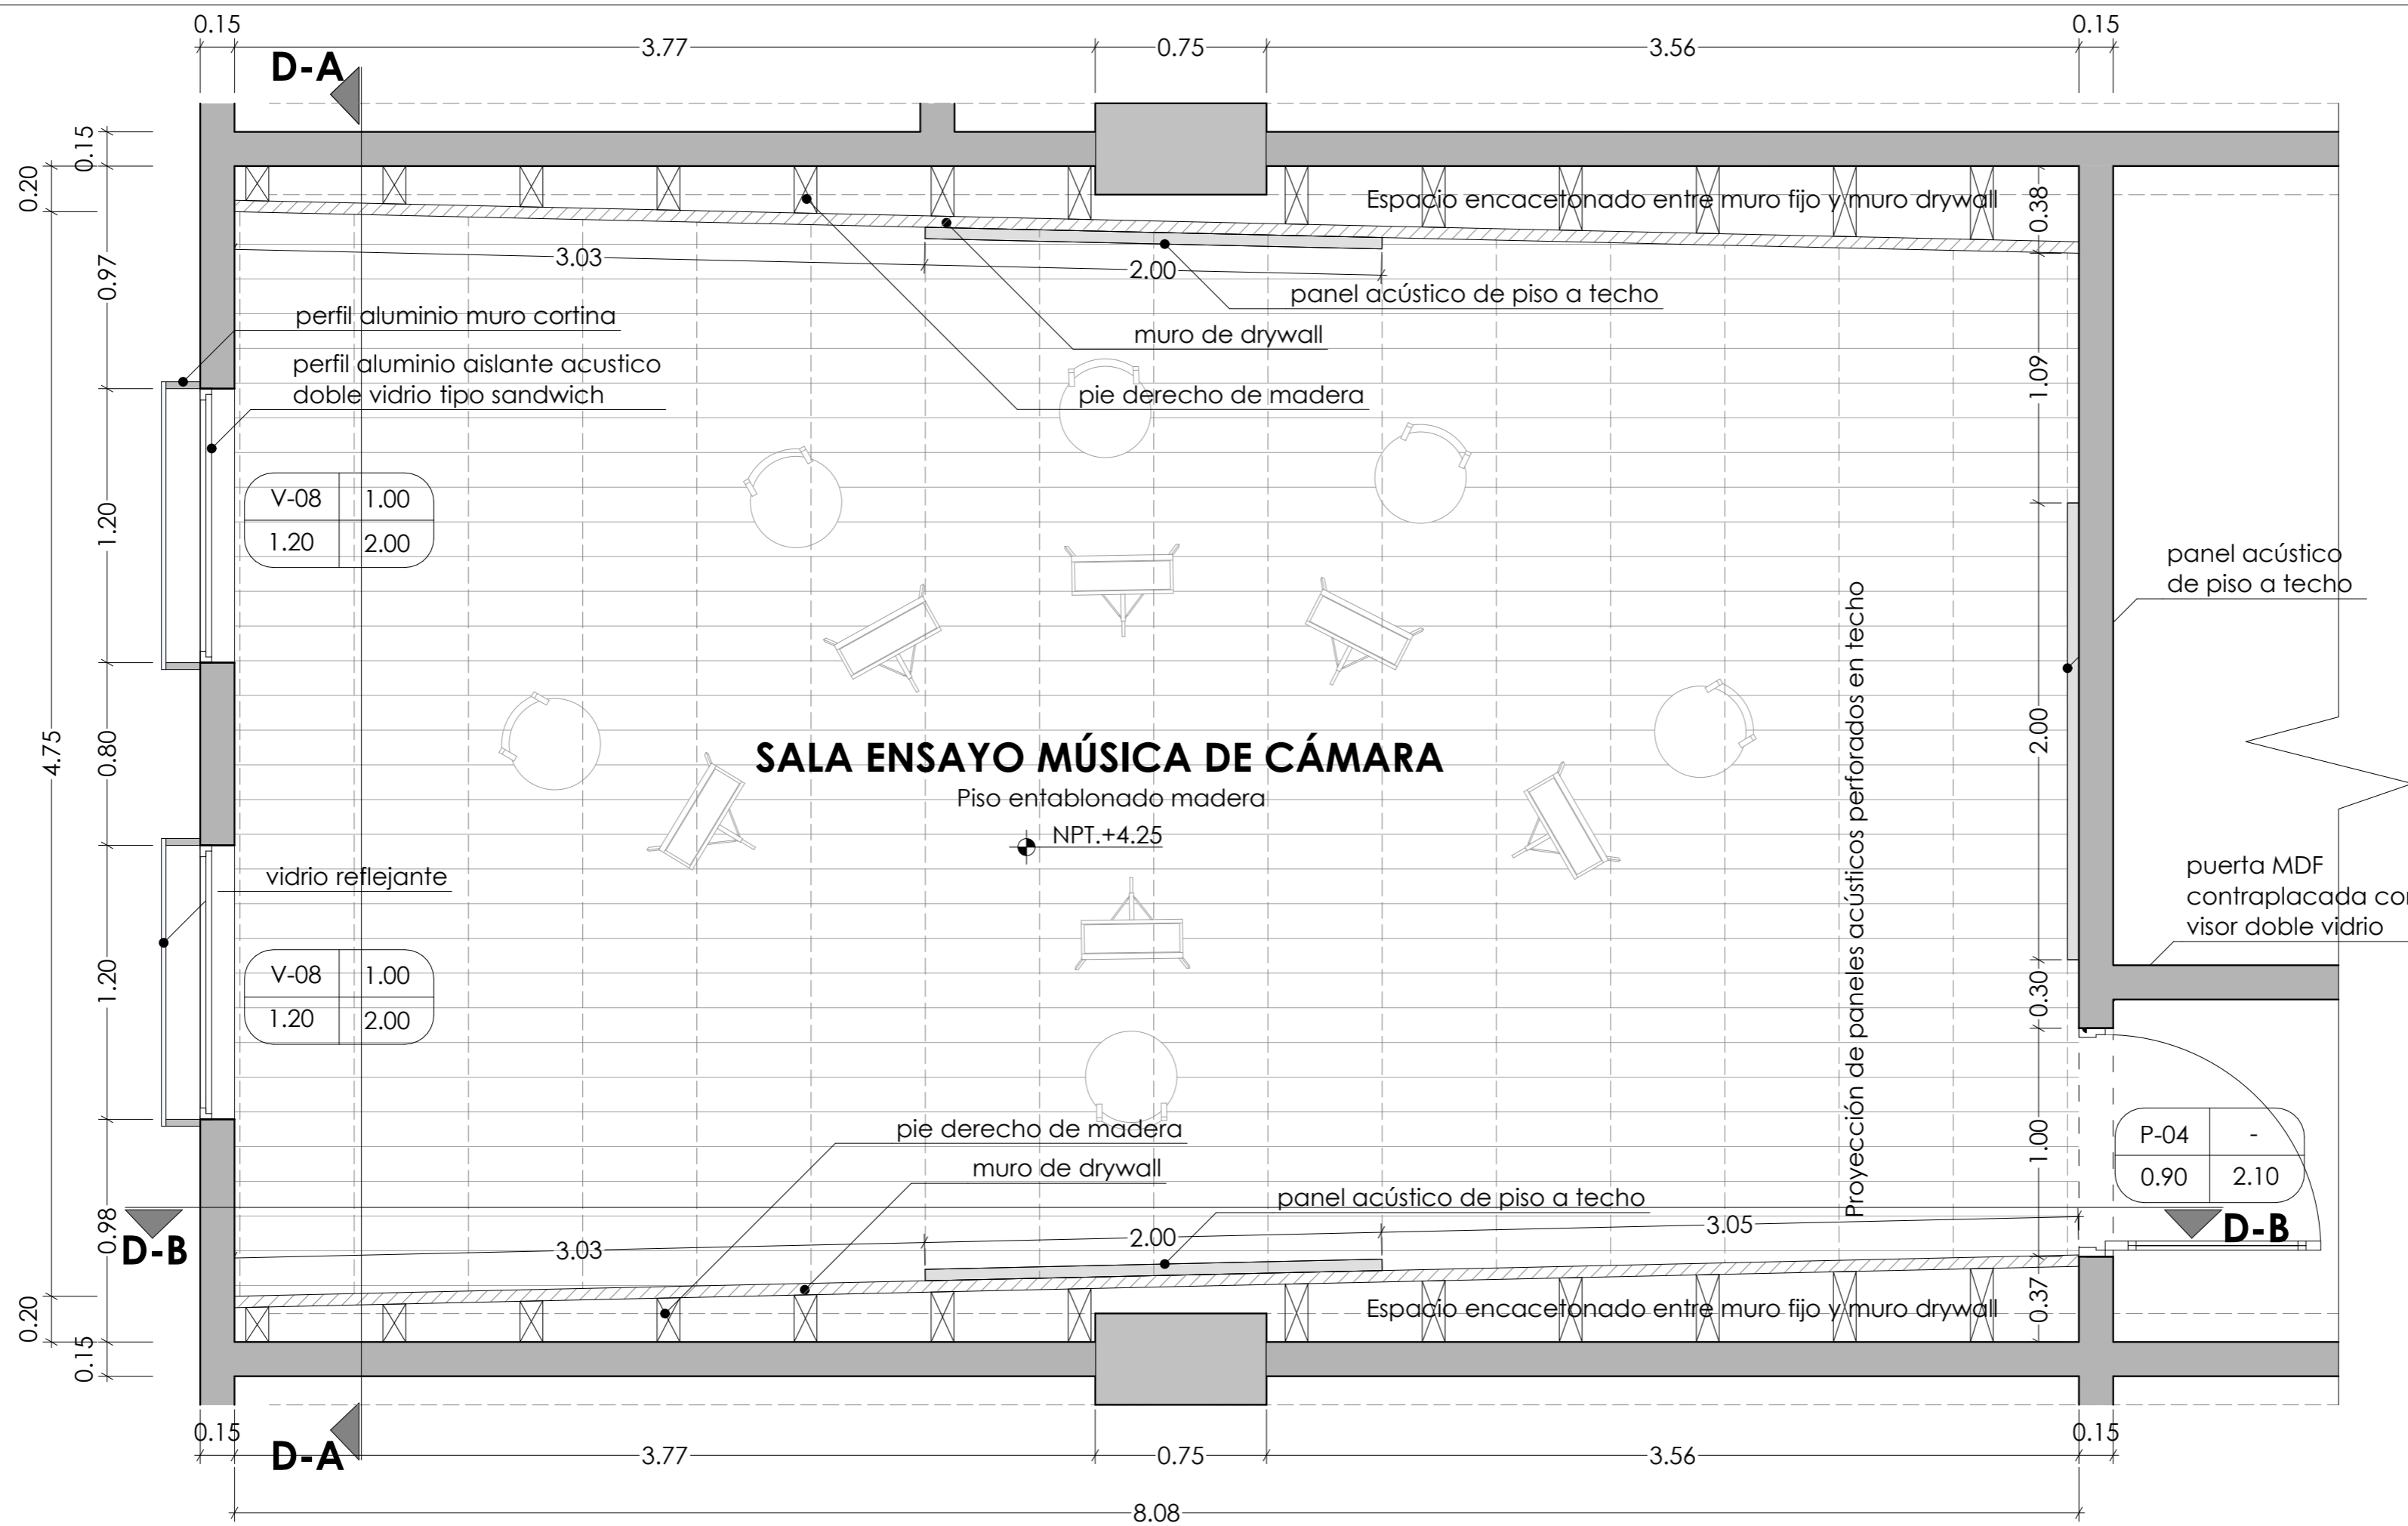 0.15
3.77
0.75
3.56
0.15
D-A
0.15
0.20
0.97
1.20
0.80
4.75
1.20
0.98
0.20
0.15
Espacio encacetonado entre muro fijo y muro drywall
0.38
3.03
2.00
panel acústico de piso a techo
muro de drywall
pie derecho de madera
perfil aluminio muro cortina
perfil aluminio aislante acustico
doble vidrio tipo sandwich
1.09
V-08 1.00
1.20 2.00
panel acústico
de piso a techo
Proyección de paneles acústicos perforados en techo
2.00
SALA ENSAYO MÚSICA DE CÁMARA
Piso entablonado madera
NPT.+4.25
vidrio reflejante
puerta MDF
contraplacada co
visor doble vidrio
V-08 1.00
1.20 2.00
0.30
1.00
P-04 -
0.90 2.10
pie derecho de madera
muro de drywall
panel acústico de piso a techo
D-B
D-B
3.03
2.00
3.05
Espacio encacetonado entre muro fijo y muro drywall
0.37
0.15
D-A
3.77
0.75
3.56
0.15
8.08